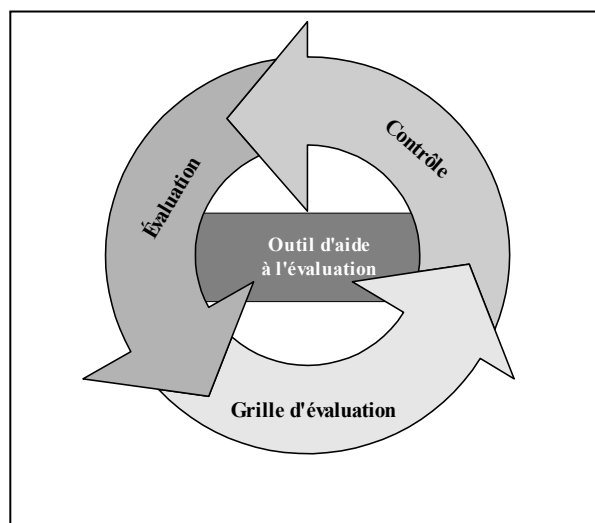 Contrôle
Évaluation
Outil d'aide
à l'évaluation
Grille d'évaluation